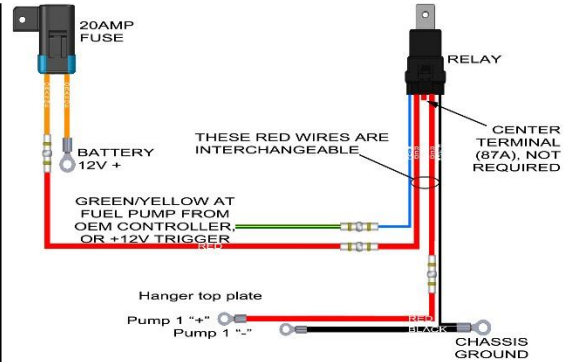 20AMP
FUSE
RELAY
CENTER
TERMINAL
(87A), NOT
REQUIRED
THESE RED WIRES ARE
INTERCHANGEABLE
BATTERY
12V +
GREEN/YELLOW AT
FUEL PUMP FROM
OEM CONTROLLER,
OR +12V TRIGGER
RED
Hanger top plate
Pump 1 "+"
RED
Pump 1 "-"
BLACK
CHASSIS
GROUND